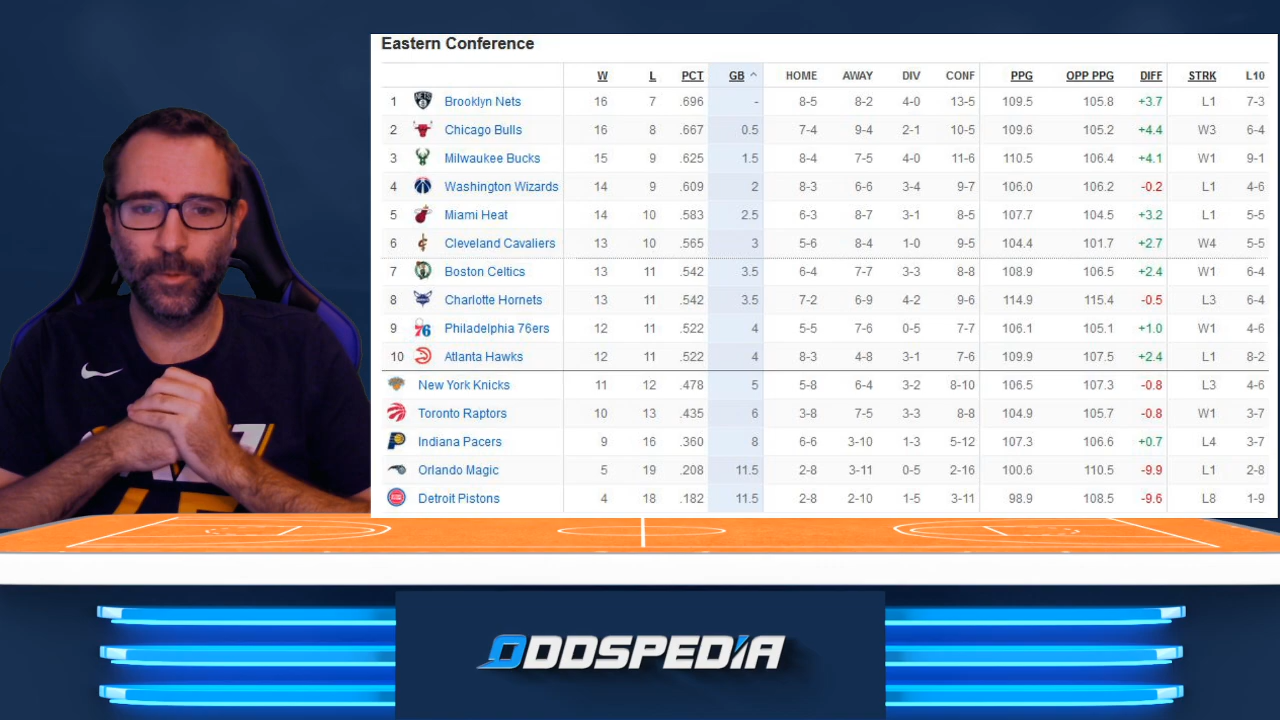 Eastern Conference
W L PCT GB ^ HOME AWAY DIV CONF PPG OPP PPG DIFF STRK L10
1 Brooklyn Nets 16 7 .696 - 8-5 8-2 4-0 13-5 109.5 105.8 +3.7 L1 7-3
2 Chicago Bulls 16 8 .667 0.5 7-4 9-4 2-1 10-5 109.6 105.2 +4.4 W3 6-4
3 Milwaukee Bucks 15 9 .625 1.5 8-4 7-5 4-0 11-6 110.5 106.4 +4.1 W1 9-1
4 Washington Wizards 14 9 .609 2 8-3 6-6 3-4 9-7 106.0 106.2 -0.2 L1 4-6
5 Miami Heat 14 10 .583 2.5 6-3 8-7 3-1 8-5 107.7 104.5 +3.2 L1 5-5
6 Cleveland Cavaliers 13 10 .565 3 5-6 8-4 1-0 9-5 104.4 101.7 +2.7 W4 5-5
7 Boston Celtics 13 11 .542 3.5 6-4 7-7 3-3 8-8 108.9 106.5 +2.4 W1 6-4
8 Charlotte Hornets 13 11 .542 3.5 7-2 6-9 4-2 9-6 114.9 115.4 -0.5 L3 6-4
9 76 Philadelphia 76ers 12 11 .522 4 5-5 7-6 0-5 7-7 106.1 105.1 +1.0 W1 4-6
10 Atlanta Hawks 12 11 .522 4 8-3 4-8 3-1 7-6 109.9 107.5 +2.4 L1 8-2
New York Knicks 11 12 .478 5 5-8 6-4 3-2 8-10 106.5 107.3 -0.8 L3 4-6
Toronto Raptors 10 13 .435 6 3-8 7-5 3-3 8-8 104.9 105.7 -0.8 W1 3-7
Indiana Pacers 9 16 .360 8 6-6 3-10 1-3 5-12 107.3 106.6 +0.7 L4 3-7
Orlando Magic 5 19 .208 11.5 2-8 3-11 0-5 2-16 100.6 110.5 -9.9 L1 2-8
Detroit Pistons 4 18 .182 11.5 2-8 2-10 1-5 3-11 98.9 108.5 -9.6 L8 1-9
ODDSPEDIA